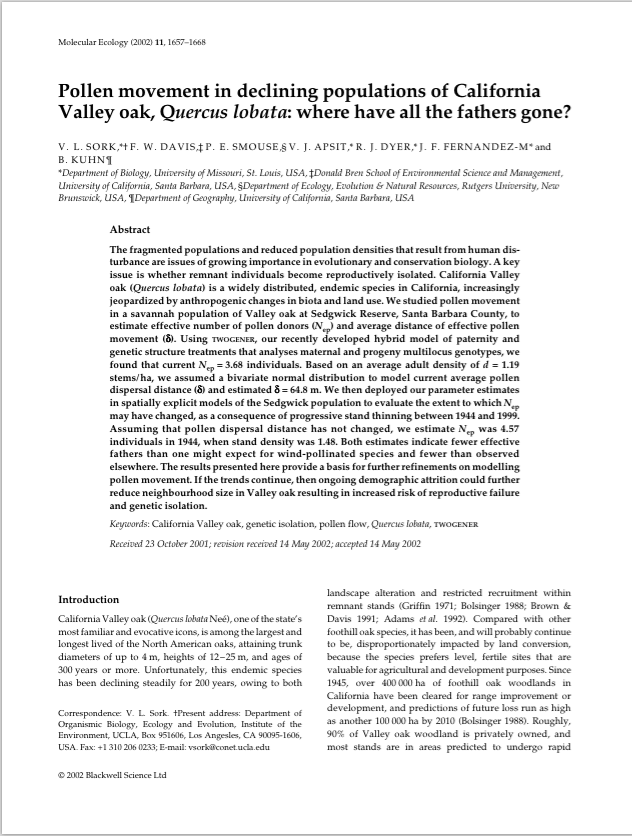 Molecular Ecology (2002) 11, 1657–1668
Pollen movement in declining populations of California
Valley oak, Quercus lobata: where have all the fathers gone?
V. L. SORK,*† F. W. DAVIS,‡ P. E. SMOUSE,§ V. J. APSIT,* R. J. DYER,* J. F. FERNANDEZ-M* and
B. KUHN¶
*Department of Biology, University of Missouri, St. Louis, USA, ‡Donald Bren School of Environmental Science and Management,
University of California, Santa Barbara, USA, §Department of Ecology, Evolution & Natural Resources, Rutgers University, New
Brunswick, USA, ¶Department of Geography, University of California, Santa Barbara, USA
Abstract
The fragmented populations and reduced population densities that result from human dis-
turbance are issues of growing importance in evolutionary and conservation biology. A key
issue is whether remnant individuals become reproductively isolated. California Valley
oak (Quercus lobata) is a widely distributed, endemic species in California, increasingly
jeopardized by anthropogenic changes in biota and land use. We studied pollen movement
in a savannah population of Valley oak at Sedgwick Reserve, Santa Barbara County, to
estimate effective number of pollen donors (Nep) and average distance of effective pollen
movement (δ). Using TWOGENER, our recently developed hybrid model of paternity and
genetic structure treatments that analyses maternal and progeny multilocus genotypes, we
found that current Nep = 3.68 individuals. Based on an average adult density of d = 1.19
stems/ha, we assumed a bivariate normal distribution to model current average pollen
dispersal distance (δ) and estimated δ = 64.8 m. We then deployed our parameter estimates
in spatially explicit models of the Sedgwick population to evaluate the extent to which Nep
may have changed, as a consequence of progressive stand thinning between 1944 and 1999.
Assuming that pollen dispersal distance has not changed, we estimate Nep was 4.57
individuals in 1944, when stand density was 1.48. Both estimates indicate fewer effective
fathers than one might expect for wind-pollinated species and fewer than observed
elsewhere. The results presented here provide a basis for further refinements on modelling
pollen movement. If the trends continue, then ongoing demographic attrition could further
reduce neighbourhood size in Valley oak resulting in increased risk of reproductive failure
and genetic isolation.
Keywords: California Valley oak, genetic isolation, pollen flow, Quercus lobata, TWOGENER
Received 23 October 2001; revision received 14 May 2002; accepted 14 May 2002
Introduction
California Valley oak (Quercus lobata Neé), one of the state's
most familiar and evocative icons, is among the largest and
longest lived of the North American oaks, attaining trunk
diameters of up to 4 m, heights of 12–25 m, and ages of
300 years or more. Unfortunately, this endemic species
has been declining steadily for 200 years, owing to both
Correspondence: V. L. Sork. †Present address: Department of
Organismic Biology, Ecology and Evolution, Institute of the
Environment, UCLA, Box 951606, Los Angesles, CA 90095-1606,
USA. Fax: +1 310 206 0233; E-mail: vsork@conet.ucla.edu
landscape alteration and restricted recruitment within
remnant stands (Griffin 1971; Bolsinger 1988; Brown &
Davis 1991; Adams et al. 1992). Compared with other
foothill oak species, it has been, and will probably continue
to be, disproportionately impacted by land conversion,
because the species prefers level, fertile sites that are
valuable for agricultural and development purposes. Since
1945, over 400 000 ha of foothill oak woodlands in
California have been cleared for range improvement or
development, and predictions of future loss run as high
as another 100 000 ha by 2010 (Bolsinger 1988). Roughly,
90% of Valley oak woodland is privately owned, and
most stands are in areas predicted to undergo rapid
© 2002 Blackwell Science Ltd